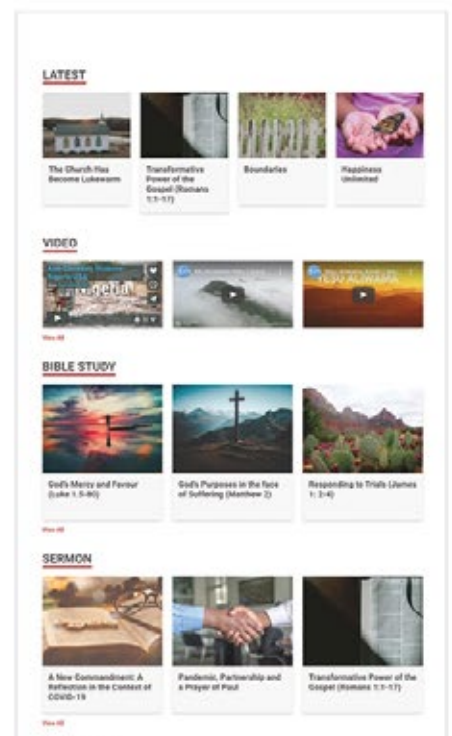 LATEST
The Church Has
Become Lukewarm
Transformative
Power of the
Gospel (Romans
1:1-17)
Boundaries
Happiness
Unlimited
VIDEO
View All
BIBLE STUDY
God's Mercy and Favour
(Luke 1.5-80)
God's Purposes in the face
of Suffering (Matthew 2)
Responding to Trials (James
1: 2-4)
View All
SERMON
A New Commandment: A
Reflection in the Context of
COVID-19
Pandemic, Partnership and
a Prayer of Paul
Transformative Power of the
Gospel (Romans 1:1-17)
View All